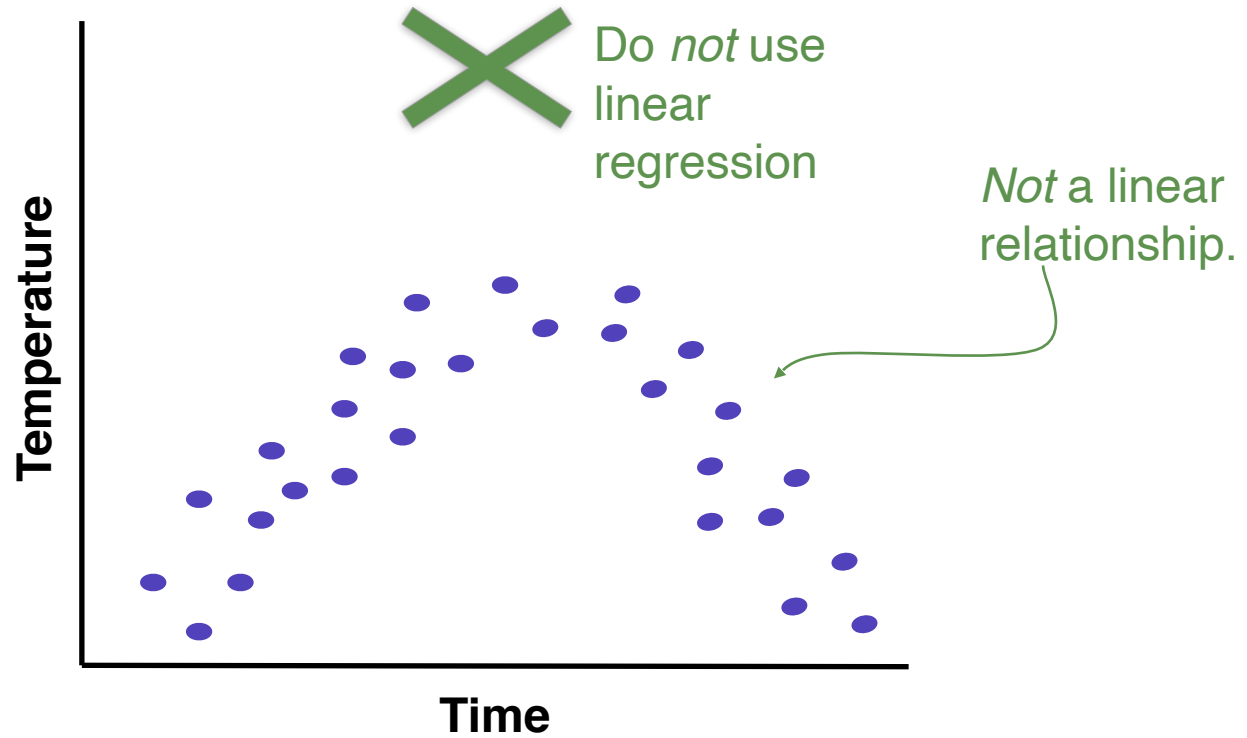 Do not use
linear
regression
Not a linear
relationship.
Temperature
Time